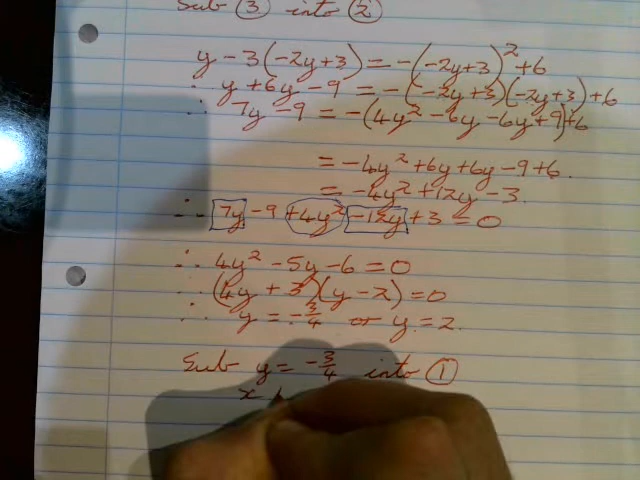 Sub ③ into ②
y - 3(-2y+3) = -(-2y+3)² + 6
∴ y + 6y - 9 = -(-2y+3)(-2y+3) + 6
∴ 7y - 9 = -(4y² - 6y - 6y + 9) + 6
= -4y² + 6y + 6y - 9 + 6.
= -4y² + 12y - 3.
∴ 7y - 9 + 4y² - 12y + 3 = 0
∴ 4y² - 5y - 6 = 0
∴ (4y + 3)(y - 2) = 0
∴ y = -3/4 or y = 2
Sub y = -3/4 into ①
x